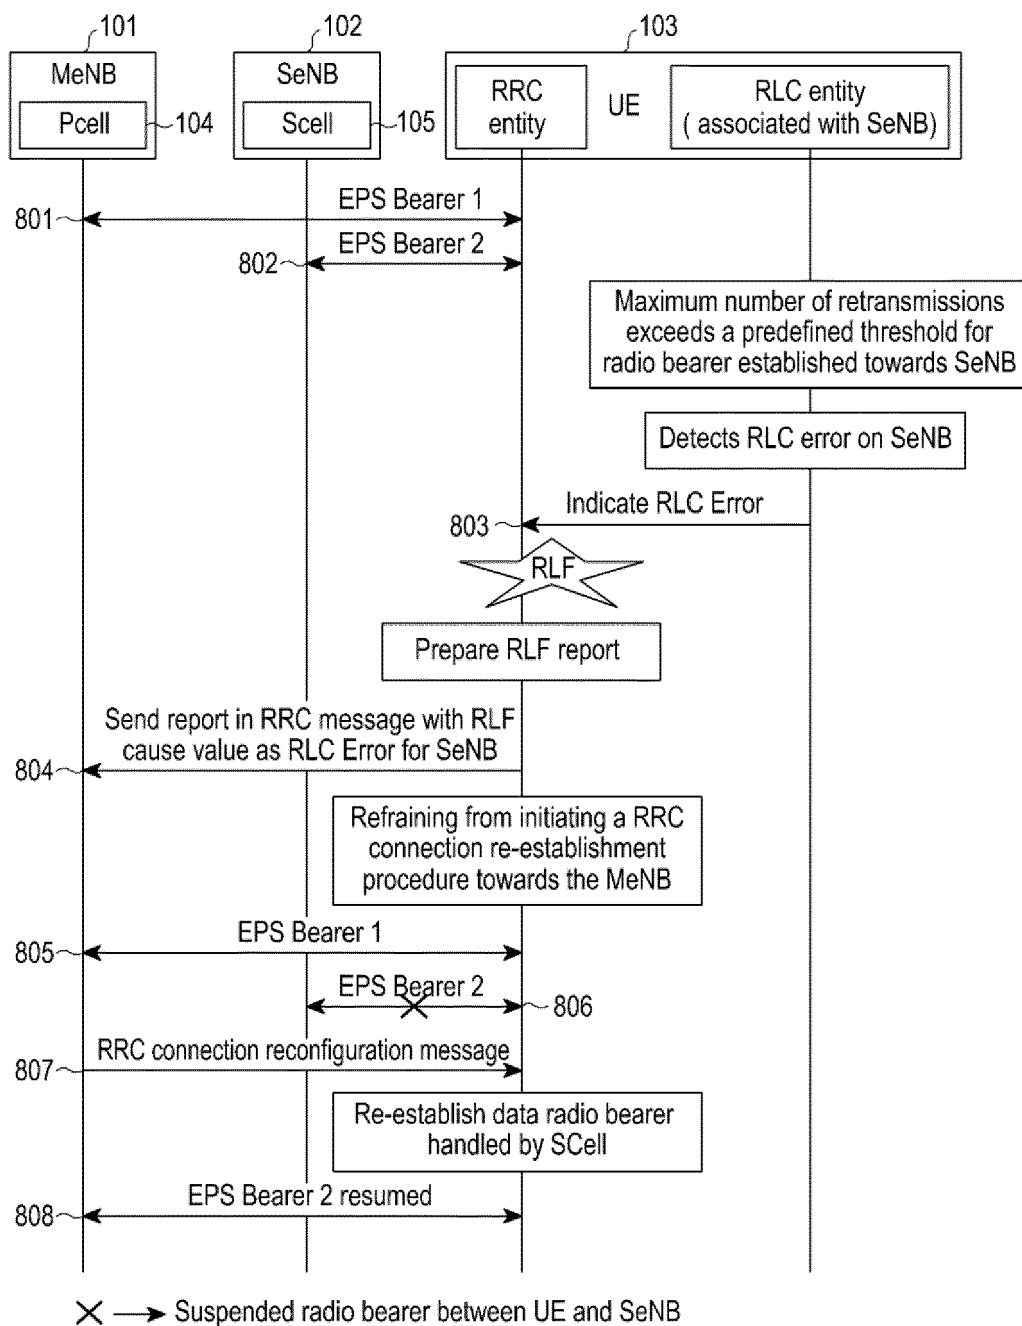 101
102
103
MeNB
SeNB
UE
Pcell
104
Scell
105
RRC
entity
RLC entity
( associated with SeNB)
EPS Bearer 1
801
EPS Bearer 2
802
Maximum number of retransmissions
exceeds a predefined threshold for
radio bearer established towards SeNB
Detects RLC error on SeNB
Indicate RLC Error
803
RLF
Prepare RLF report
Send report in RRC message with RLF
cause value as RLC Error for SeNB
804
Refraining from initiating a RRC
connection re-establishment
procedure towards the MeNB
EPS Bearer 1
805
EPS Bearer 2
806
RRC connection reconfiguration message
807
Re-establish data radio bearer
handled by SCell
EPS Bearer 2 resumed
808
Suspended radio bearer between UE and SeNB